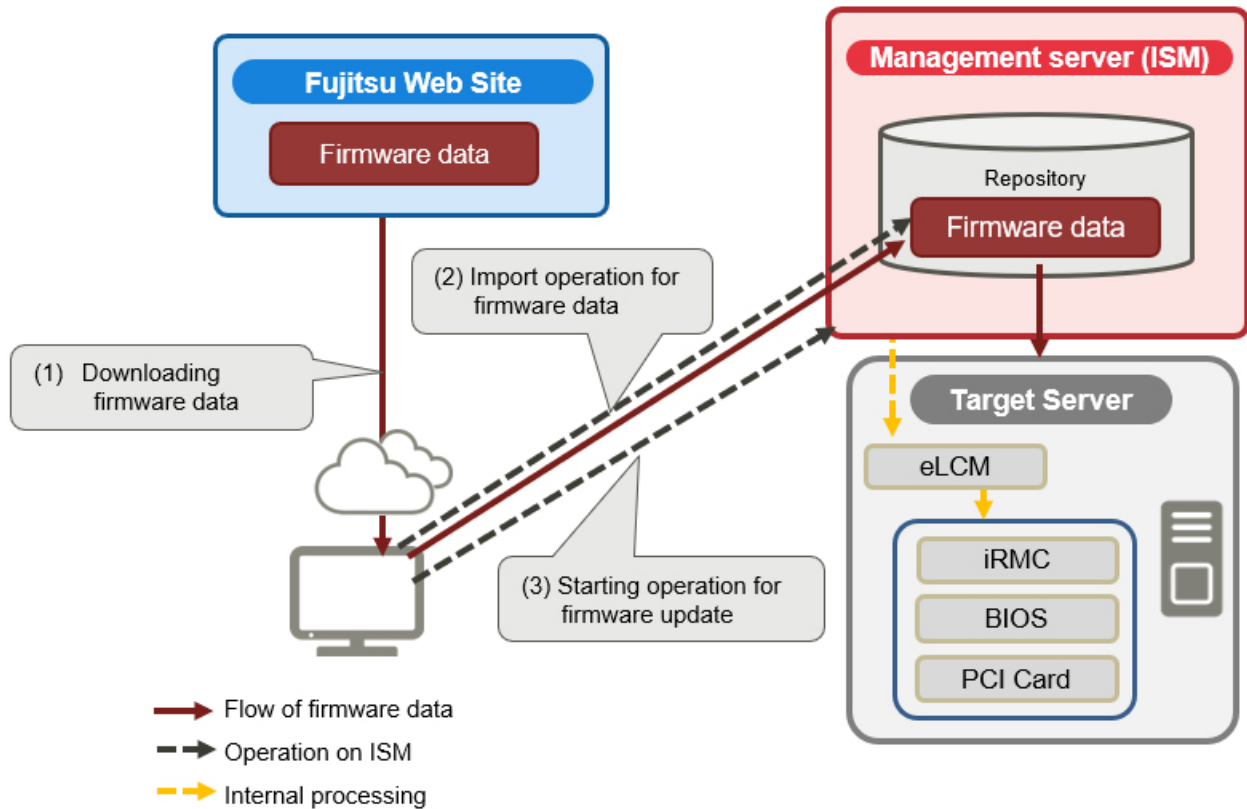 Fujitsu Web Site
Firmware data
Management server (ISM)
Repository
Firmware data
(1) Downloading
firmware data
(2) Import operation for
firmware data
(3) Starting operation for
firmware update
Target Server
eLCM
iRMC
BIOS
PCI Card
Flow of firmware data
Operation on ISM
Internal processing